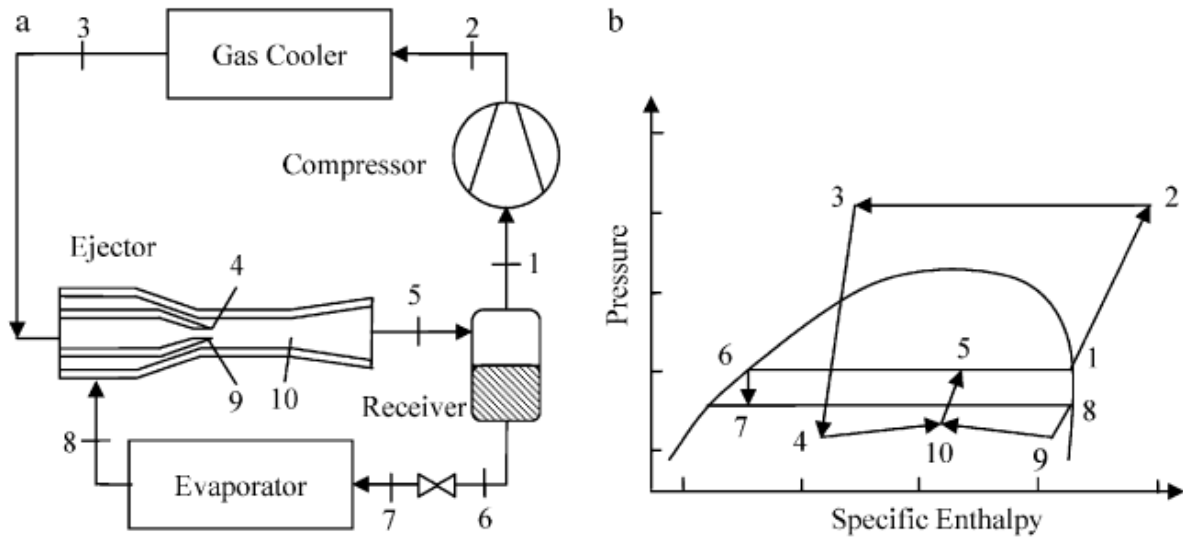 a
3
Gas Cooler
2
Compressor
1
Ejector
4
5
9
10
Receiver
8
Evaporator
7
6
b
Pressure
3
2
6
5
1
7
4
10
9
8
Specific Enthalpy